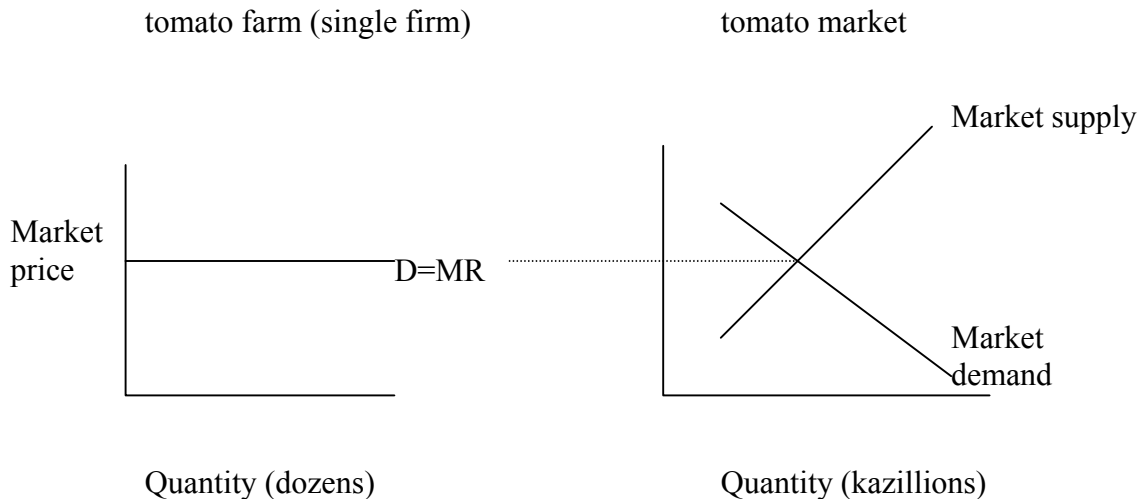 tomato farm (single firm)
tomato market
Market supply
Market
price
D=MR
Market
demand
Quantity (dozens)
Quantity (kazillions)